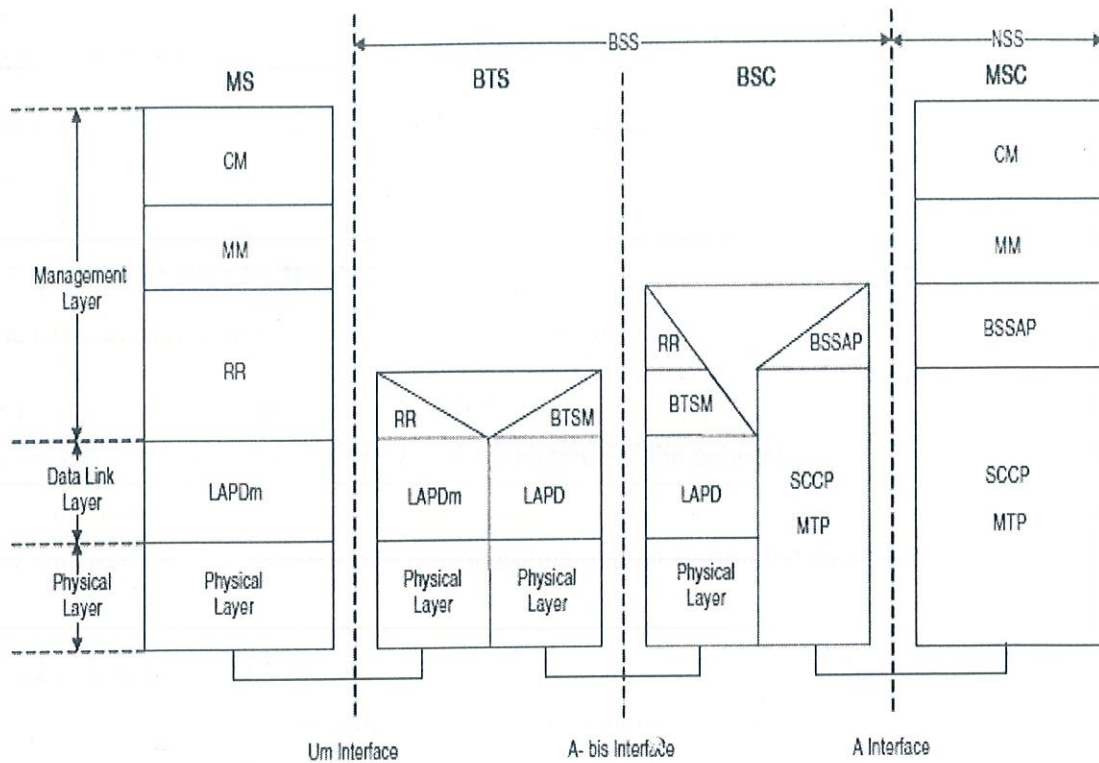 BSS
NSS
MS
BTS
BSC
MSC
CM
CM
MM
MM
Management
Layer
RR
BSSAP
BSSAP
RR
RR
BTSM
BTSM
Data Link
Layer
LAPDm
LAPDm
LAPD
LAPD
SCCP
MTP
SCCP
MTP
Physical
Layer
Physical
Layer
Physical
Layer
Physical
Layer
Physical
Layer
Um Interface
A- bis Interface
A Interface